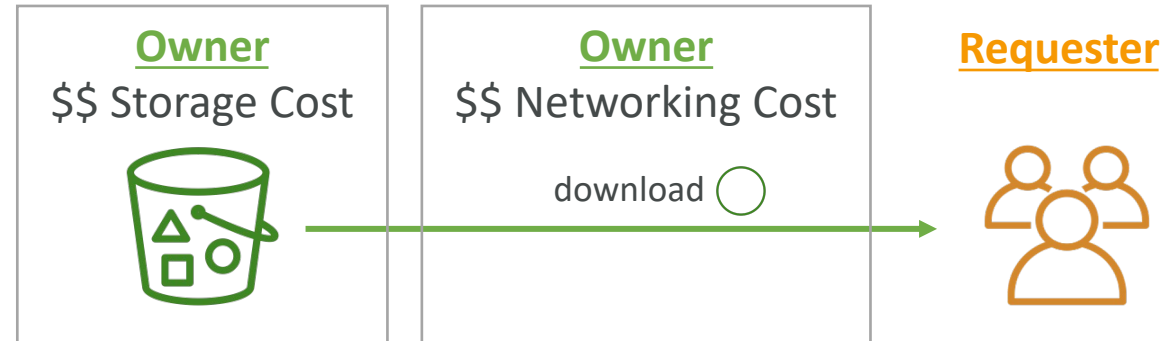 Owner
$$ Storage Cost
Owner
$$ Networking Cost
download
Requester